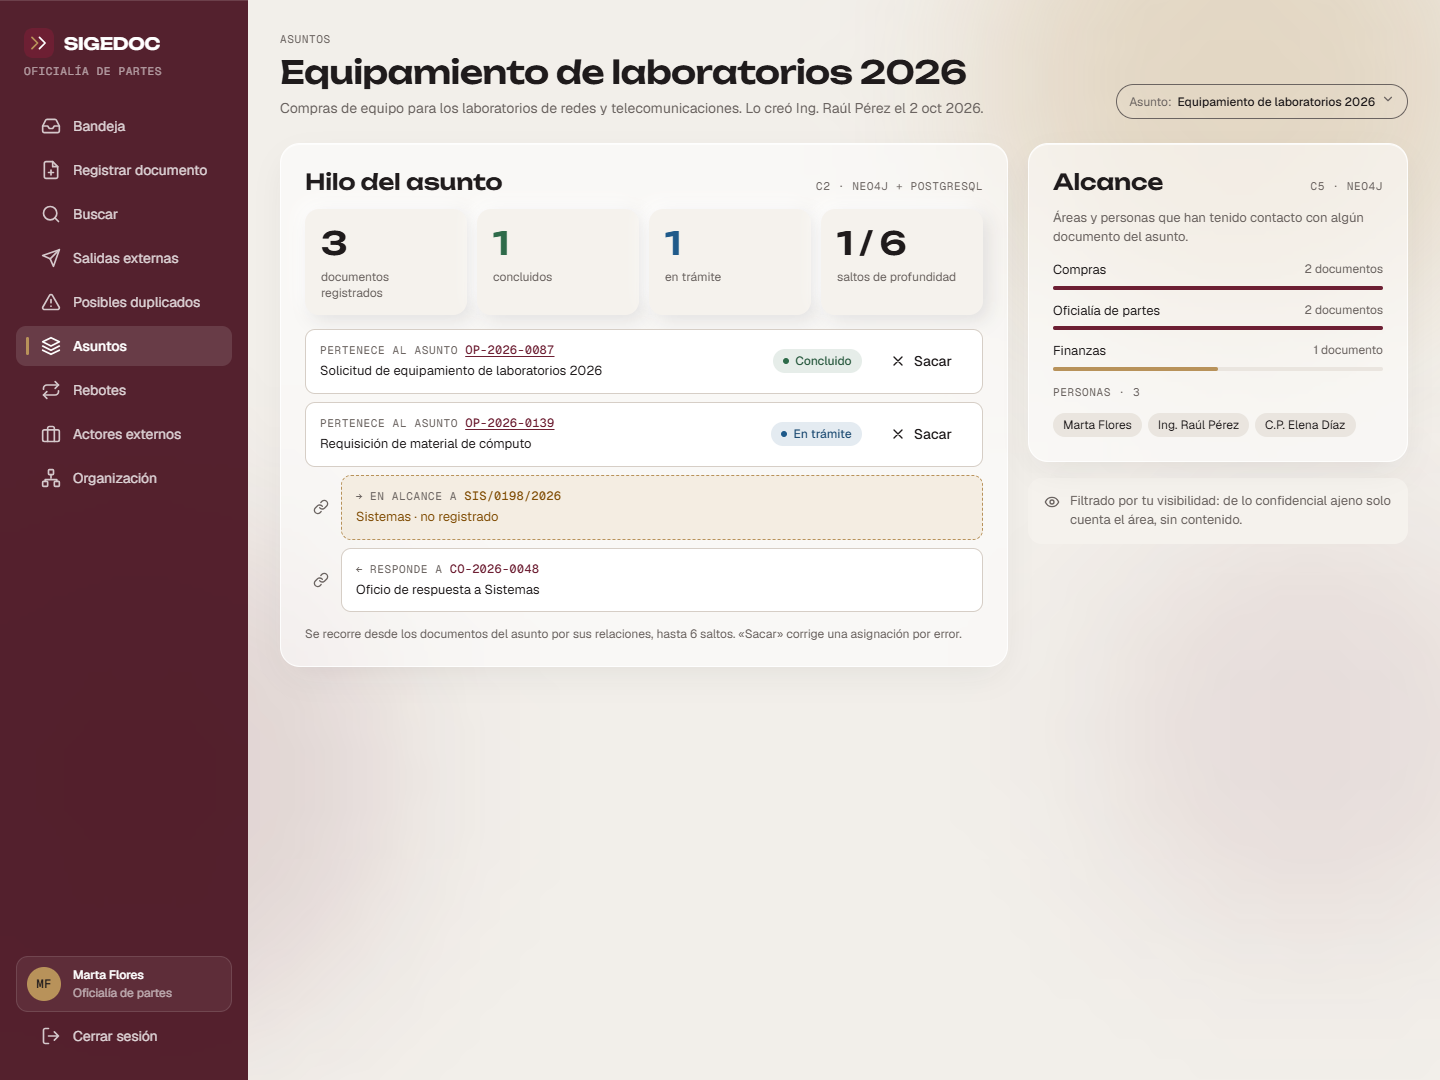 SIGEDOC
OFICIALÍA DE PARTES
Bandeja
Registrar documento
Buscar
Salidas externas
Posibles duplicados
Asuntos
Rebotes
Actores externos
Organización
MF
Marta Flores
Oficialía de partes
Cerrar sesión
ASUNTOS
Equipamiento de laboratorios 2026
Compras de equipo para los laboratorios de redes y telecomunicaciones. Lo creó Ing. Raúl Pérez el 2 oct 2026.
Asunto: Equipamiento de laboratorios 2026
Hilo del asunto
C2 · NEO4J + POSTGRESQL
3
documentos
registrados
1
concluidos
1
en trámite
1/6
saltos de profundidad
PERTENECE AL ASUNTO OP-2026-0087
Solicitud de equipamiento de laboratorios 2026
Concluido
Sacar
PERTENECE AL ASUNTO OP-2026-0139
Requisición de material de cómputo
En trámite
Sacar
→ EN ALCANCE A SIS/0198/2026
Sistemas · no registrado
← RESPONDE A CO-2026-0048
Oficio de respuesta a Sistemas
Se recorre desde los documentos del asunto por sus relaciones, hasta 6 saltos. «Sacar» corrige una asignación por error.
Alcance
C5 · NEO4J
Áreas y personas que han tenido contacto con algún
documento del asunto.
Compras 2 documentos
Oficialía de partes 2 documentos
Finanzas 1 documento
PERSONAS · 3
Marta Flores
Ing. Raúl Pérez
C.P. Elena Díaz
Filtrado por tu visibilidad: de lo confidencial ajeno solo
cuenta el área, sin contenido.